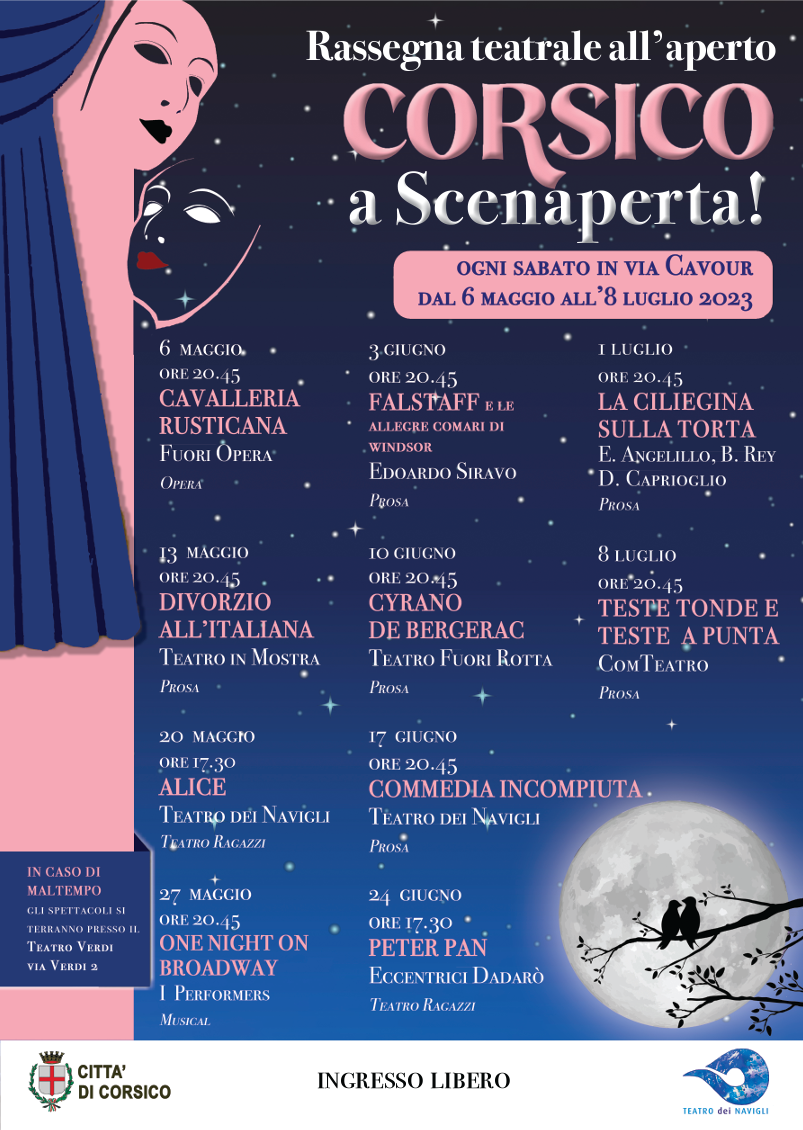 Rassegna teatrale all'aperto
CORSICO
a Scenaperta!
OGNI SABATO IN VIA CAVOUR
DAL 6 MAGGIO ALL'8 LUGLIO 2023
6 MAGGIO
ORE 20.45
CAVALLERIA
RUSTICANA
FUORI OPERA
OPERA
13 MAGGIO
ORE 20.45
DIVORZIO
ALL'ITALIANA
TEATRO IN MOSTRA
PROSA
20 MAGGIO
ORE 17.30
ALICE
TEATRO DEI NAVIGLI
TEATRO RAGAZZI
27 MAGGIO
ORE 20.45
ONE NIGHT ON
BROADWAY
I PERFORMERS
MUSICAL
3 GIUGNO
ORE 20.45
FALSTAFF E LE
ALLEGRE COMARI DI
WINDSOR
EDOARDO SIRAVO
PROSA
10 GIUGNO
ORE 20.45
CYRANO
DE BERGERAC
TEATRO FUORI ROTTA
PROSA
17 GIUGNO
ORE 20.45
COMMEDIA INCOMPIUTA
TEATRO DEI NAVIGLI
PROSA
24 GIUGNO
ORE 17.30
PETER PAN
ECCENTRICI DADARÒ
TEATRO RAGAZZI
1 LUGLIO
ORE 20.45
LA CILIEGINA
SULLA TORTA
E. ANGELILLO, B. REY
D. CAPRIOGLIO
PROSA
8 LUGLIO
ORE 20.45
TESTE TONDE E
TESTE A PUNTA
COMTEATRO
PROSA
IN CASO DI
MALTEMPO
GLI SPETTACOLI SI
TERRANNO PRESSO IL
TEATRO VERDI
VIA VERDI 2
CITTA'
DI CORSICO
INGRESSO LIBERO
TEATRO dei NAVIGLI